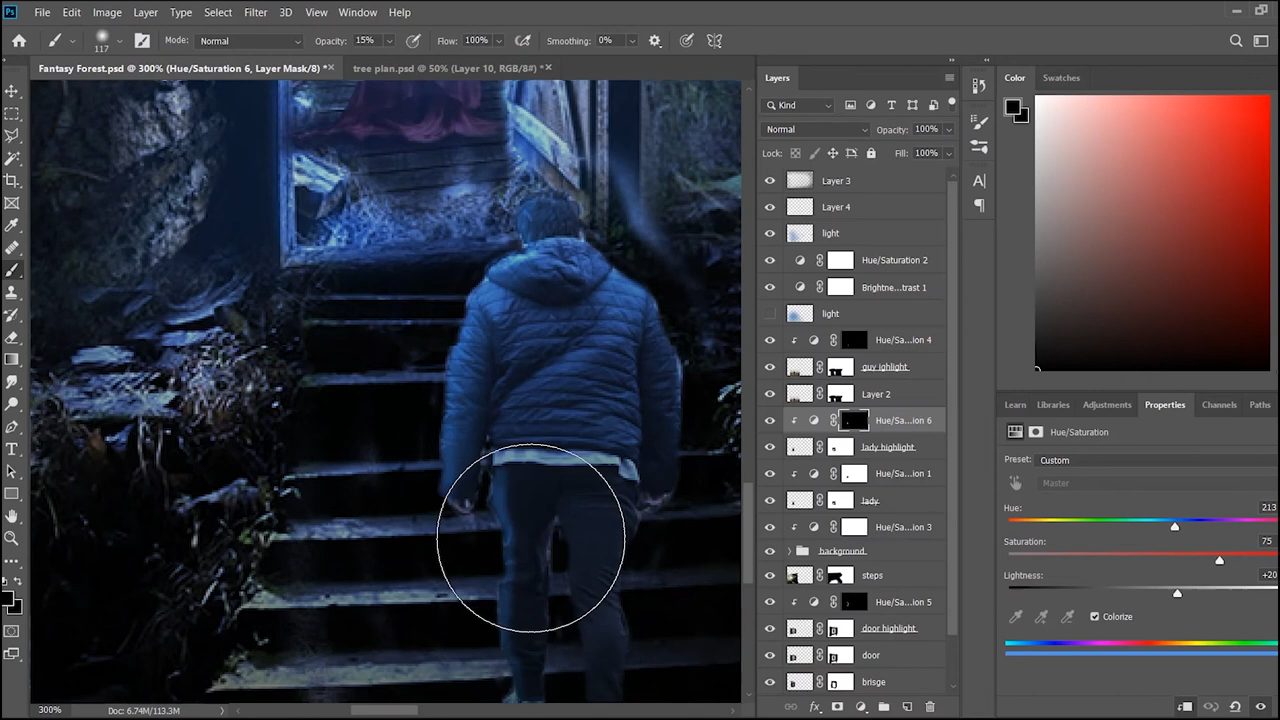 Ps File Edit Image Layer Type Select Filter 3D View Window Help
117 Mode: Normal Opacity: 15% Flow: 100% Smoothing: 0%
Fantasy Forest.psd @ 300% (Hue/Saturation 6, Layer Mask/8) * × tree plan.psd @ 50% (Layer 10, RGB/8#) * ×
Layers
Kind
Normal Opacity: 100%
Lock: Fill: 100%
Layer 3
Layer 4
light
Hue/Saturation 2
Brightne...trast 1
light
Hue/Sa...ion 4
guy ighlight
Layer 2
Hue/Sa...ion 6
lady highlight
Hue/Sa...ion 1
lady
Hue/Sa...ion 3
background
steps
Hue/Sa...ion 5
door highlight
door
brisge
fx
Color Swatches
Learn Libraries Adjustments Properties Channels Paths
Hue/Saturation
Preset: Custom
Master
Hue: 213
Saturation: 75
Lightness: +20
Colorize
300% Doc: 6.74M/113.3M